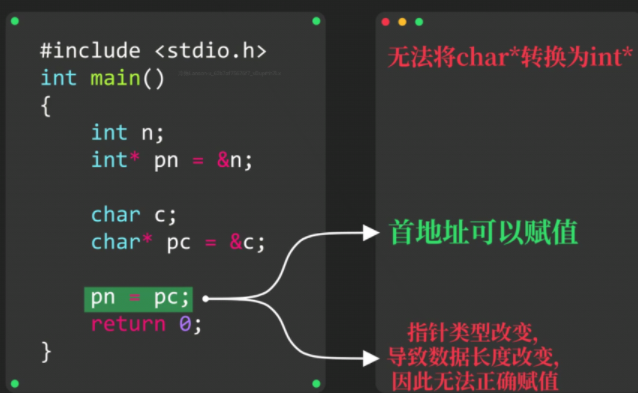 #include <stdio.h>
int main()
{
int n;
int* pn = &n;
char c;
char* pc = &c;
pn = pc;
return 0;
}
无法将char*转换为int*
首地址可以赋值
指针类型改变,
导致数据长度改变,
因此无法正确赋值